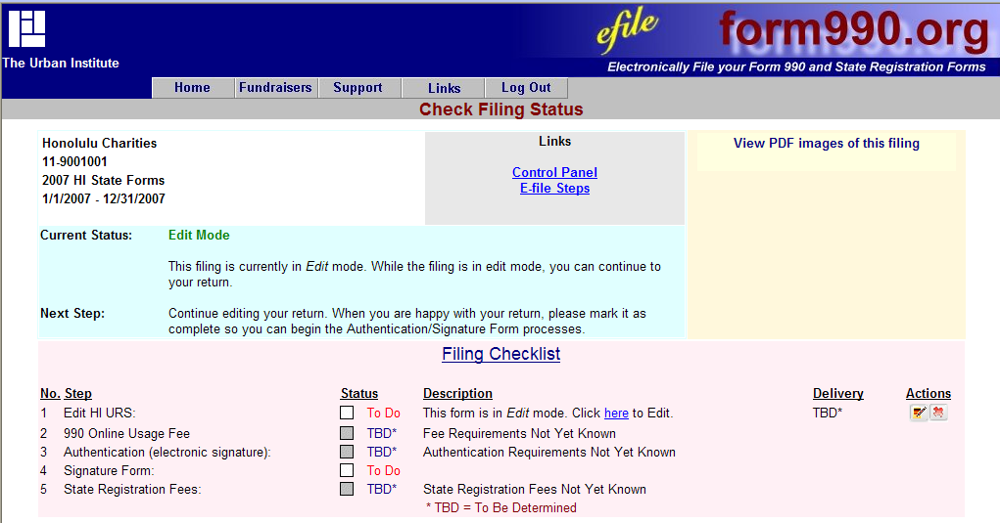 The Urban Institute
efile
form990.org
Electronically File your Form 990 and State Registration Forms
Home Fundraisers Support Links Log Out
Check Filing Status
Honolulu Charities
11-9001001
2007 HI State Forms
1/1/2007 - 12/31/2007
Links
Control Panel
E-file Steps
View PDF images of this filing
Current Status: Edit Mode
This filing is currently in Edit mode. While the filing is in edit mode, you can continue to
your return.
Next Step: Continue editing your return. When you are happy with your return, please mark it as
complete so you can begin the Authentication/Signature Form processes.
Filing Checklist
No. Step Status Description Delivery Actions
1 Edit HI URS: To Do This form is in Edit mode. Click here to Edit. TBD*
2 990 Online Usage Fee TBD* Fee Requirements Not Yet Known
3 Authentication (electronic signature): TBD* Authentication Requirements Not Yet Known
4 Signature Form: To Do
5 State Registration Fees: TBD* State Registration Fees Not Yet Known
* TBD = To Be Determined